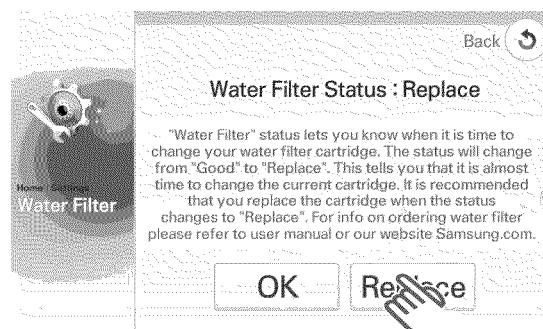 Back
Water Filter Status : Replace
"Water Filter" status lets you know when it is time to
change your water filter cartridge. The status will change
from "Good" to "Replace". This tells you that it is almost
time to change the current cartridge. It is recommended
that you replace the cartridge when the status
changes to "Replace". For info on ordering water filter
please refer to user manual or our website Samsung.com.
Home Settings
Water Filter
OK
Replace